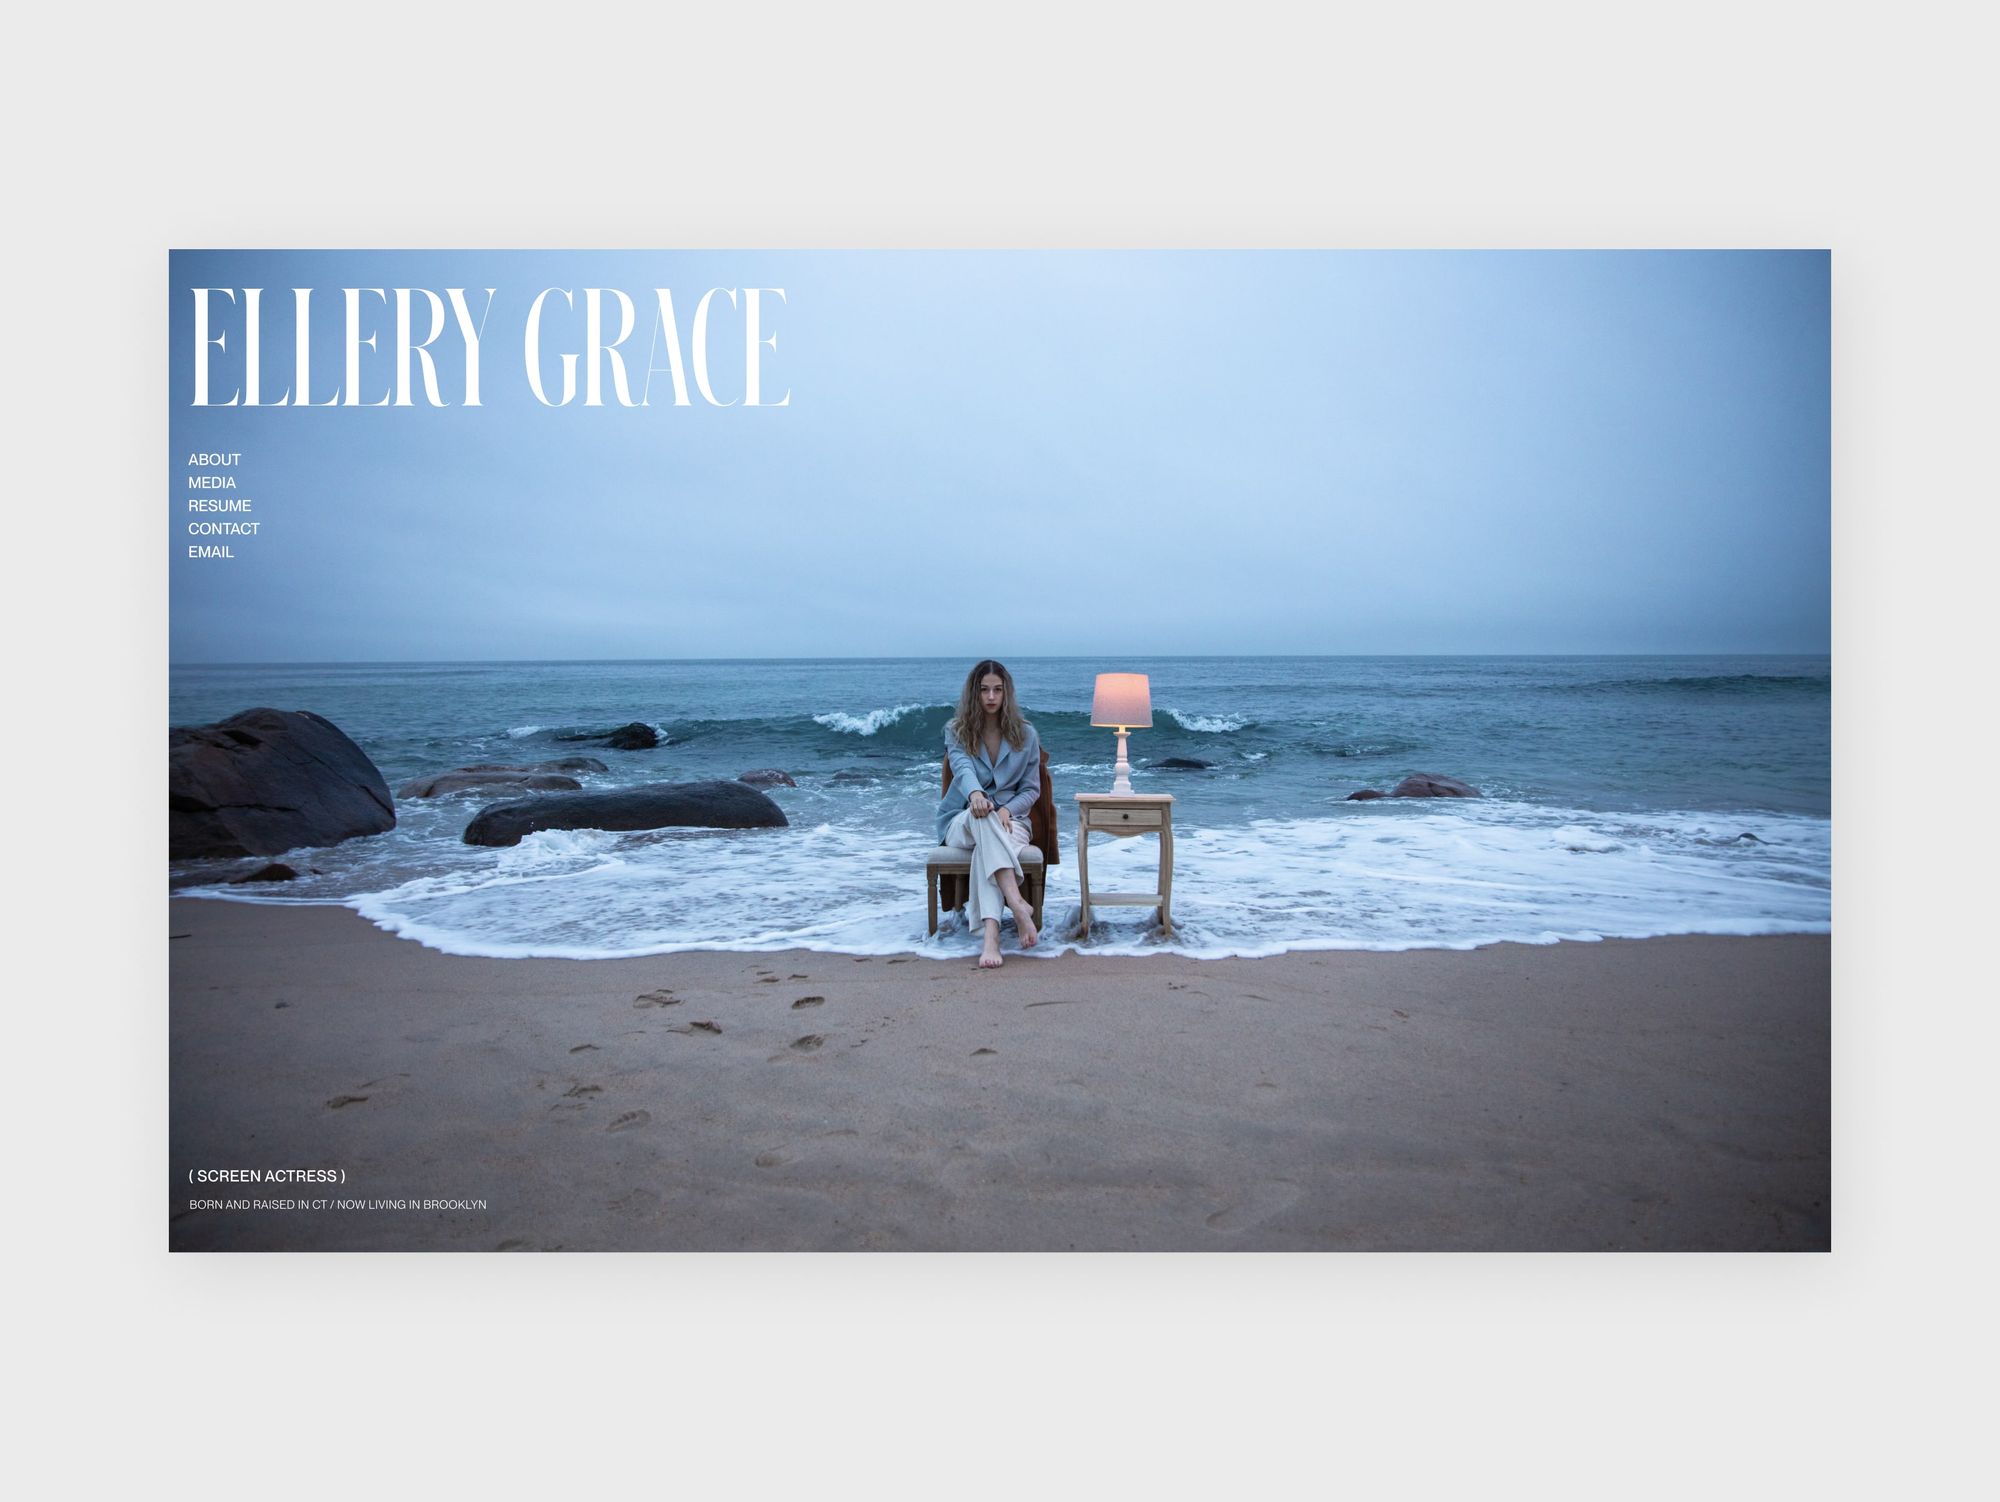 ELLERY GRACE
ABOUT
MEDIA
RESUME
CONTACT
EMAIL
( SCREEN ACTRESS )
BORN AND RAISED IN CT / NOW LIVING IN BROOKLYN